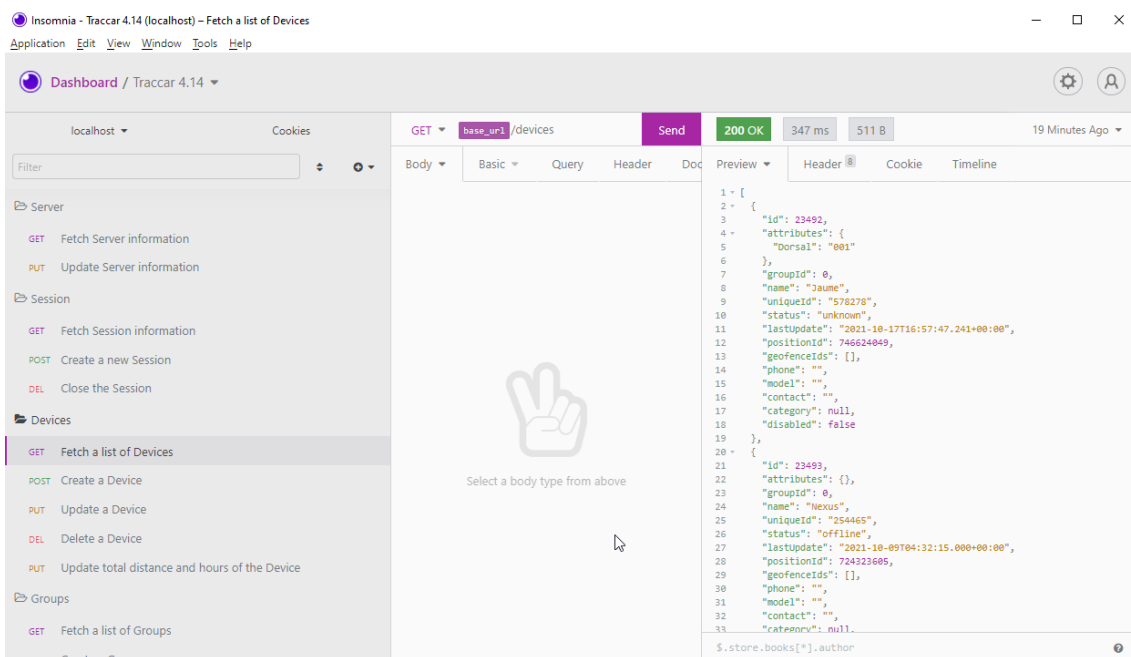 Insomnia - Traccar 4.14 (localhost) – Fetch a list of Devices
Application Edit View Window Tools Help
Dashboard / Traccar 4.14
localhost
Cookies
Filter
Server
GET Fetch Server information
PUT Update Server information
Session
GET Fetch Session information
POST Create a new Session
DEL Close the Session
Devices
GET Fetch a list of Devices
POST Create a Device
PUT Update a Device
DEL Delete a Device
PUT Update total distance and hours of the Device
Groups
GET Fetch a list of Groups
GET base_url /devices Send
Body Basic Query Header Doc
Select a body type from above
200 OK 347 ms 511 B 19 Minutes Ago
Preview Header 8 Cookie Timeline
1 [
2 {
3 "id": 23492,
4 "attributes": {
5 "Dorsal": "001"
6 },
7 "groupId": 0,
8 "name": "Jaume",
9 "uniqueId": "578278",
10 "status": "unknown",
11 "lastUpdate": "2021-10-17T16:57:47.241+00:00",
12 "positionId": 746624049,
13 "geofenceIds": [],
14 "phone": "",
15 "model": "",
16 "contact": "",
17 "category": null,
18 "disabled": false
19 },
20 {
21 "id": 23493,
22 "attributes": {},
23 "groupId": 0,
24 "name": "Nexus",
25 "uniqueId": "254465",
26 "status": "offline",
27 "lastUpdate": "2021-10-09T04:32:15.000+00:00",
28 "positionId": 724323605,
29 "geofenceIds": [],
30 "phone": "",
31 "model": "",
32 "contact": "",
33 "category": null,
$.store.books[*].author